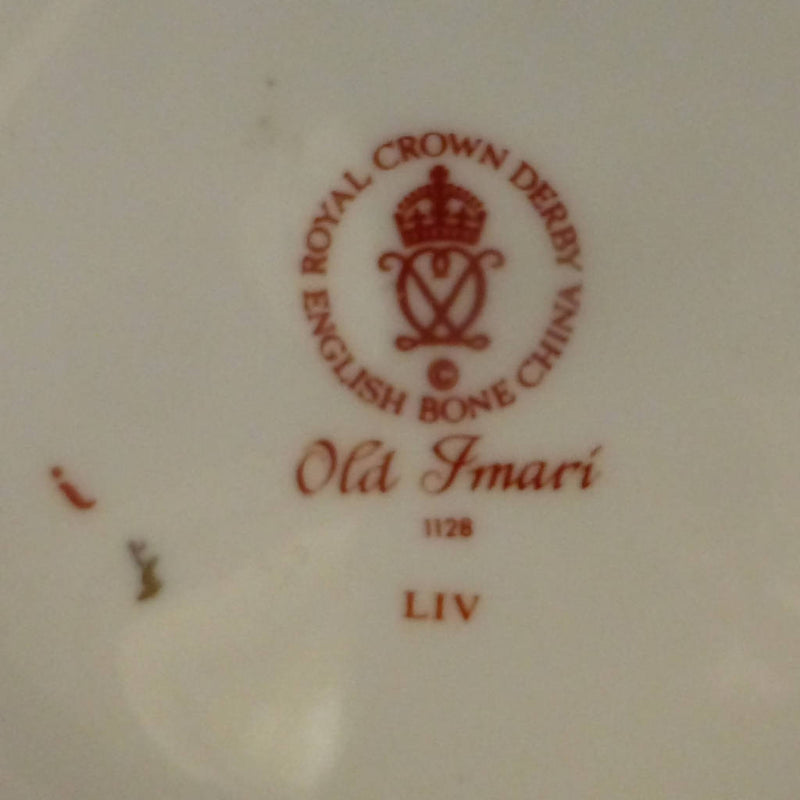 ROYAL CROWN DERBY
ENGLISH BONE CHINA
©
Old Imari
1128
LIV